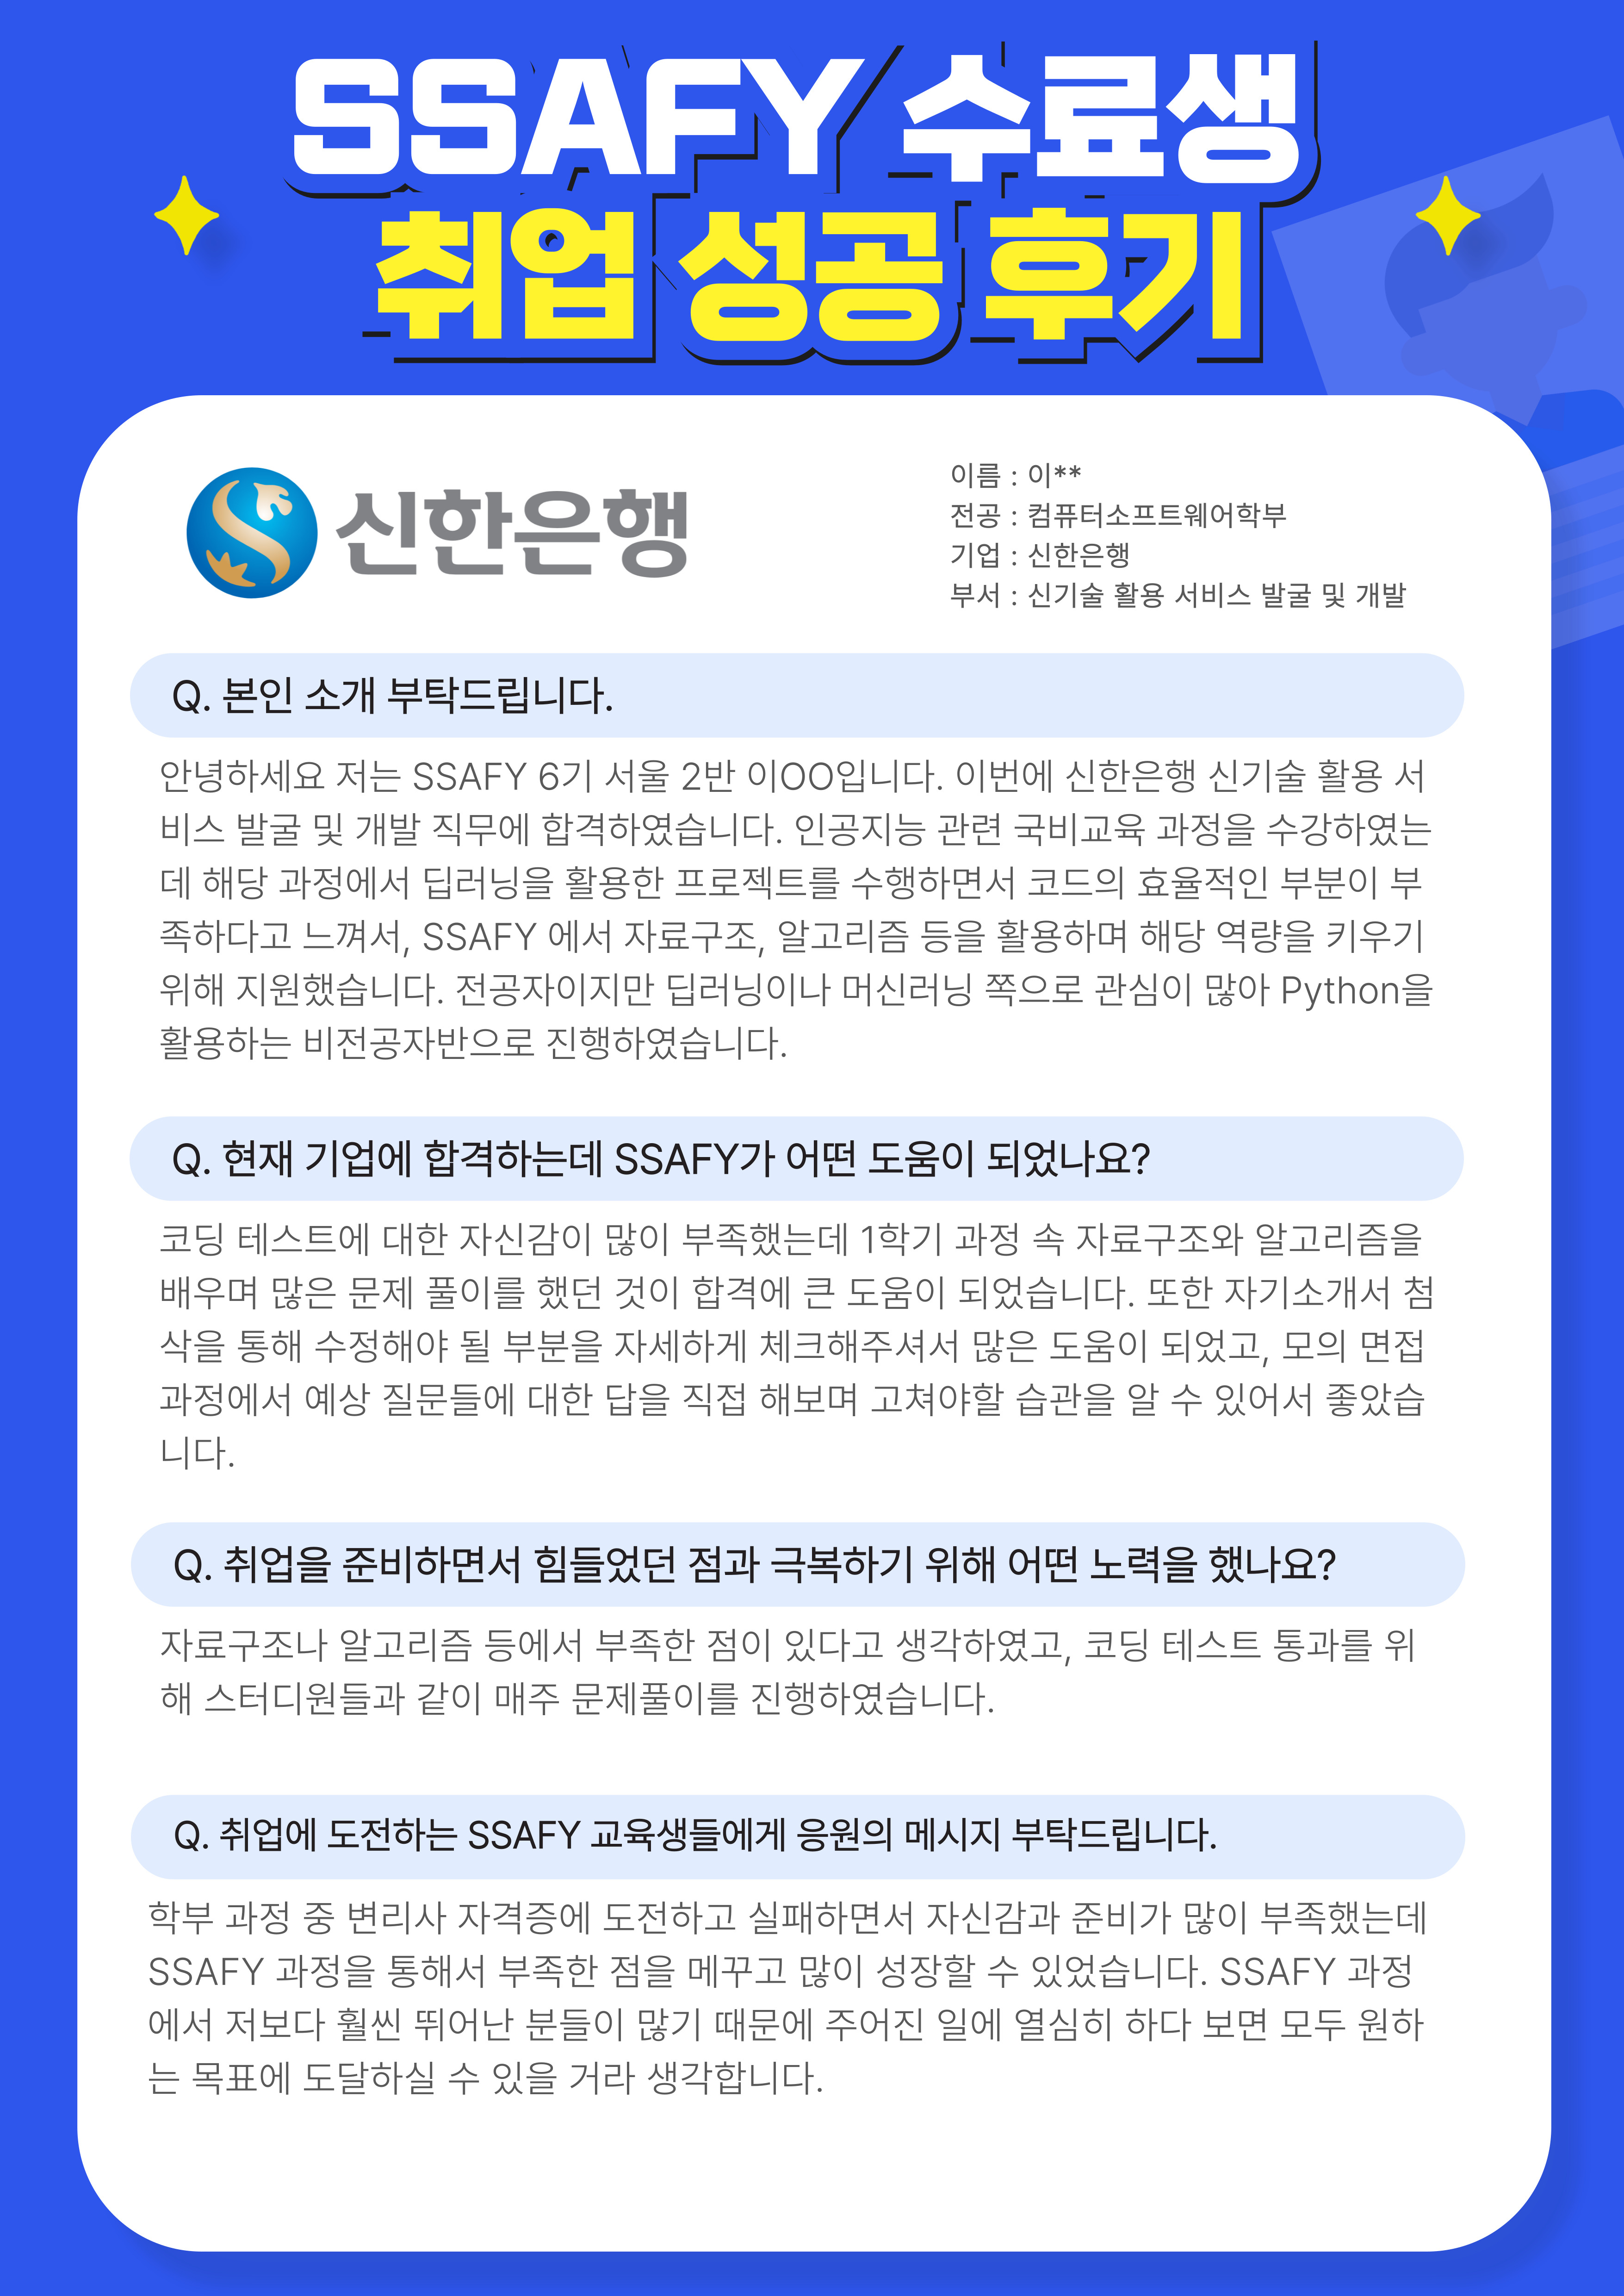 SSAFY 수료생
취업 성공 후기
신한은행
이름 : 이**
전공 : 컴퓨터소프트웨어학부
기업 : 신한은행
부서 : 신기술 활용 서비스 발굴 및 개발
Q. 본인 소개 부탁드립니다.
안녕하세요 저는 SSAFY 6기 서울 2반 이OO입니다. 이번에 신한은행 신기술 활용 서
비스 발굴 및 개발 직무에 합격하였습니다. 인공지능 관련 국비교육 과정을 수강하였는
데 해당 과정에서 딥러닝을 활용한 프로젝트를 수행하면서 코드의 효율적인 부분이 부
족하다고 느껴서, SSAFY 에서 자료구조, 알고리즘 등을 활용하며 해당 역량을 키우기
위해 지원했습니다. 전공자이지만 딥러닝이나 머신러닝 쪽으로 관심이 많아 Python을
활용하는 비전공자반으로 진행하였습니다.
Q. 현재 기업에 합격하는데 SSAFY가 어떤 도움이 되었나요?
코딩 테스트에 대한 자신감이 많이 부족했는데 1학기 과정 속 자료구조와 알고리즘을
배우며 많은 문제 풀이를 했던 것이 합격에 큰 도움이 되었습니다. 또한 자기소개서 첨
삭을 통해 수정해야 될 부분을 자세하게 체크해주셔서 많은 도움이 되었고, 모의 면접
과정에서 예상 질문들에 대한 답을 직접 해보며 고쳐야할 습관을 알 수 있어서 좋았습
니다.
Q. 취업을 준비하면서 힘들었던 점과 극복하기 위해 어떤 노력을 했나요?
자료구조나 알고리즘 등에서 부족한 점이 있다고 생각하였고, 코딩 테스트 통과를 위
해 스터디원들과 같이 매주 문제풀이를 진행하였습니다.
Q. 취업에 도전하는 SSAFY 교육생들에게 응원의 메시지 부탁드립니다.
학부 과정 중 변리사 자격증에 도전하고 실패하면서 자신감과 준비가 많이 부족했는데
SSAFY 과정을 통해서 부족한 점을 메꾸고 많이 성장할 수 있었습니다. SSAFY 과정
에서 저보다 훨씬 뛰어난 분들이 많기 때문에 주어진 일에 열심히 하다 보면 모두 원하
는 목표에 도달하실 수 있을 거라 생각합니다.